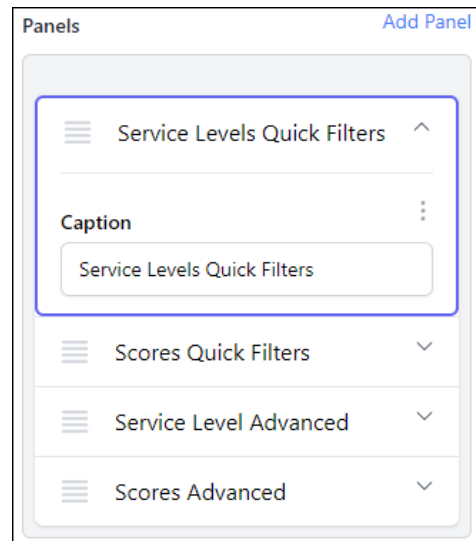 Panels Add Panel
Service Levels Quick Filters
Caption
Service Levels Quick Filters
Scores Quick Filters
Service Level Advanced
Scores Advanced